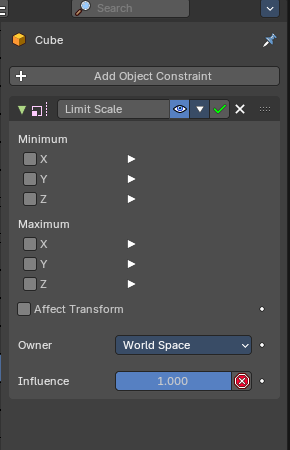 Search
Cube
Add Object Constraint
Limit Scale
Minimum
X
Y
Z
Maximum
X
Y
Z
Affect Transform
Owner World Space
Influence 1.000